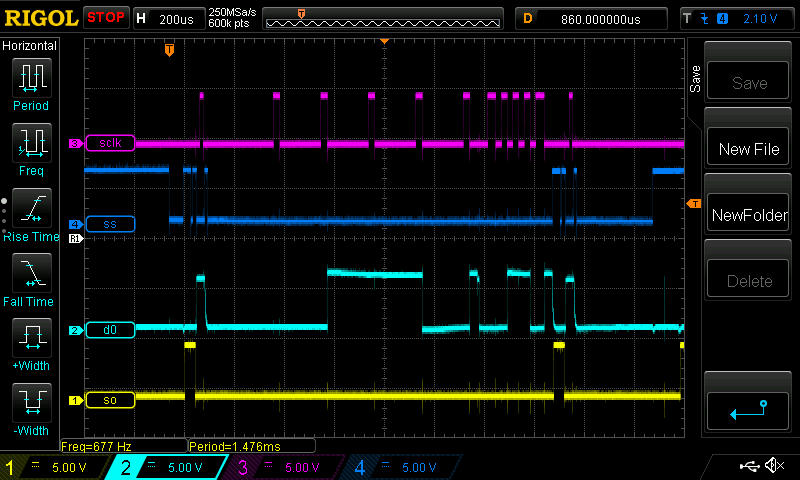 RIGOL STOP H 200us 250MSa/s 600k pts T D 860.000000us T 4 2.10 V
Horizontal
Period
Freq
Rise Time
Fall Time
+Width
-Width
T
3 sclk
4 ss
R1
2 d0
1 so
T
Save
Save
New File
NewFolder
Delete
Freq=677 Hz Period=1.476ms
1 5.00 V 2 5.00 V 3 5.00 V 4 5.00 V